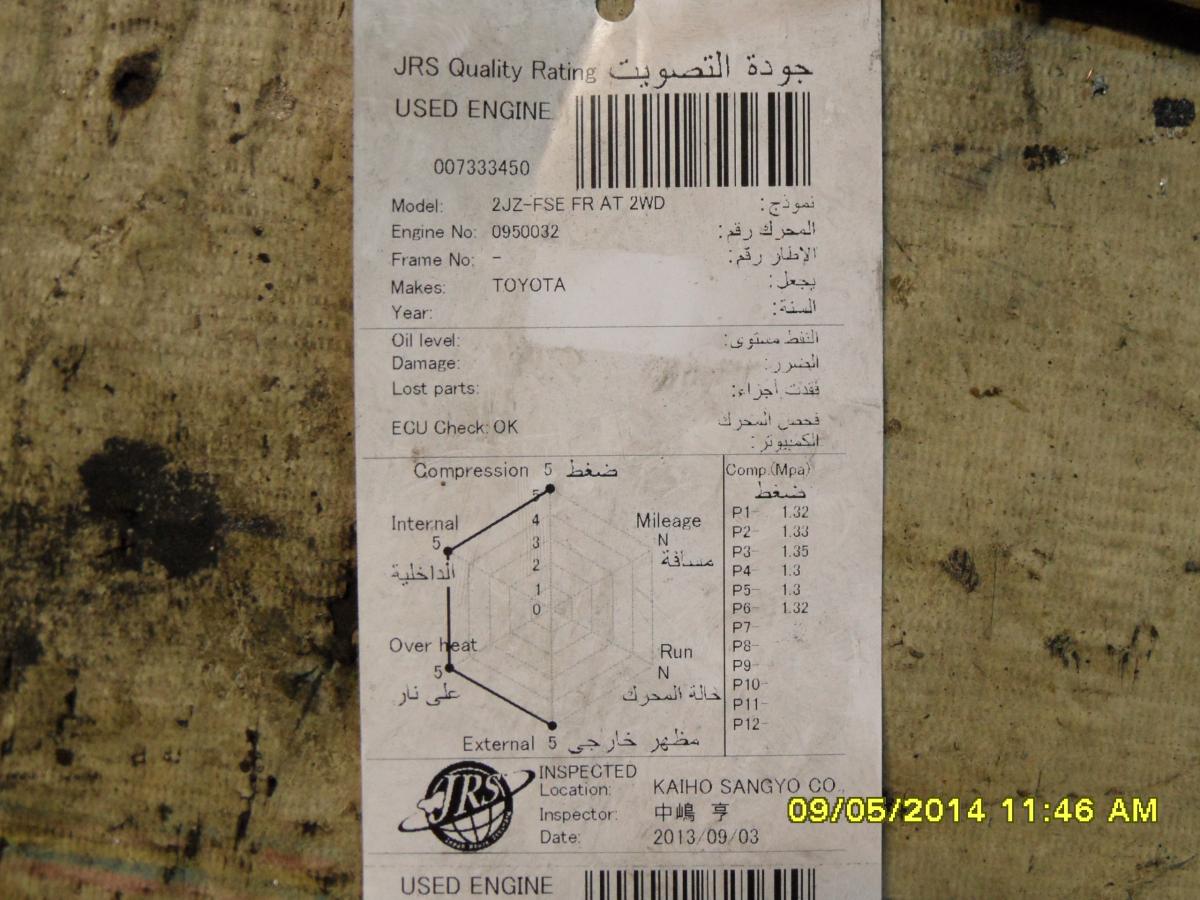 JRS Quality Rating جودة التصويت
USED ENGINE
007333450
Model: 2JZ-FSE FR AT 2WD نموذج:
Engine No: 0950032 المحرك رقم:
Frame No: - الإطار رقم:
Makes: TOYOTA يجعل:
Year: السنة:
Oil level: النفط مستوى:
Damage: الضرر:
Lost parts: فقدت أجزاء:
ECU Check: OK فحص المحرك
الكمبيوتر:
Compression 5 ضغط
Comp.(Mpa)
ضغط
Internal
5
الداخلية
Mileage
N
مسافة
5
4
3
2
1
0
Over heat
5
على نار
Run
N
حالة المحرك
External 5 مظهر خارجي
P1- 1.32
P2- 1.33
P3- 1.35
P4- 1.3
P5- 1.3
P6- 1.32
P7-
P8-
P9-
P10-
P11-
P12-
JRS
INSPECTED
Location: KAIHO SANGYO CO.,
Inspector: 中嶋 亨
Date: 2013/09/03
09/05/2014 11:46 AM
USED ENGINE